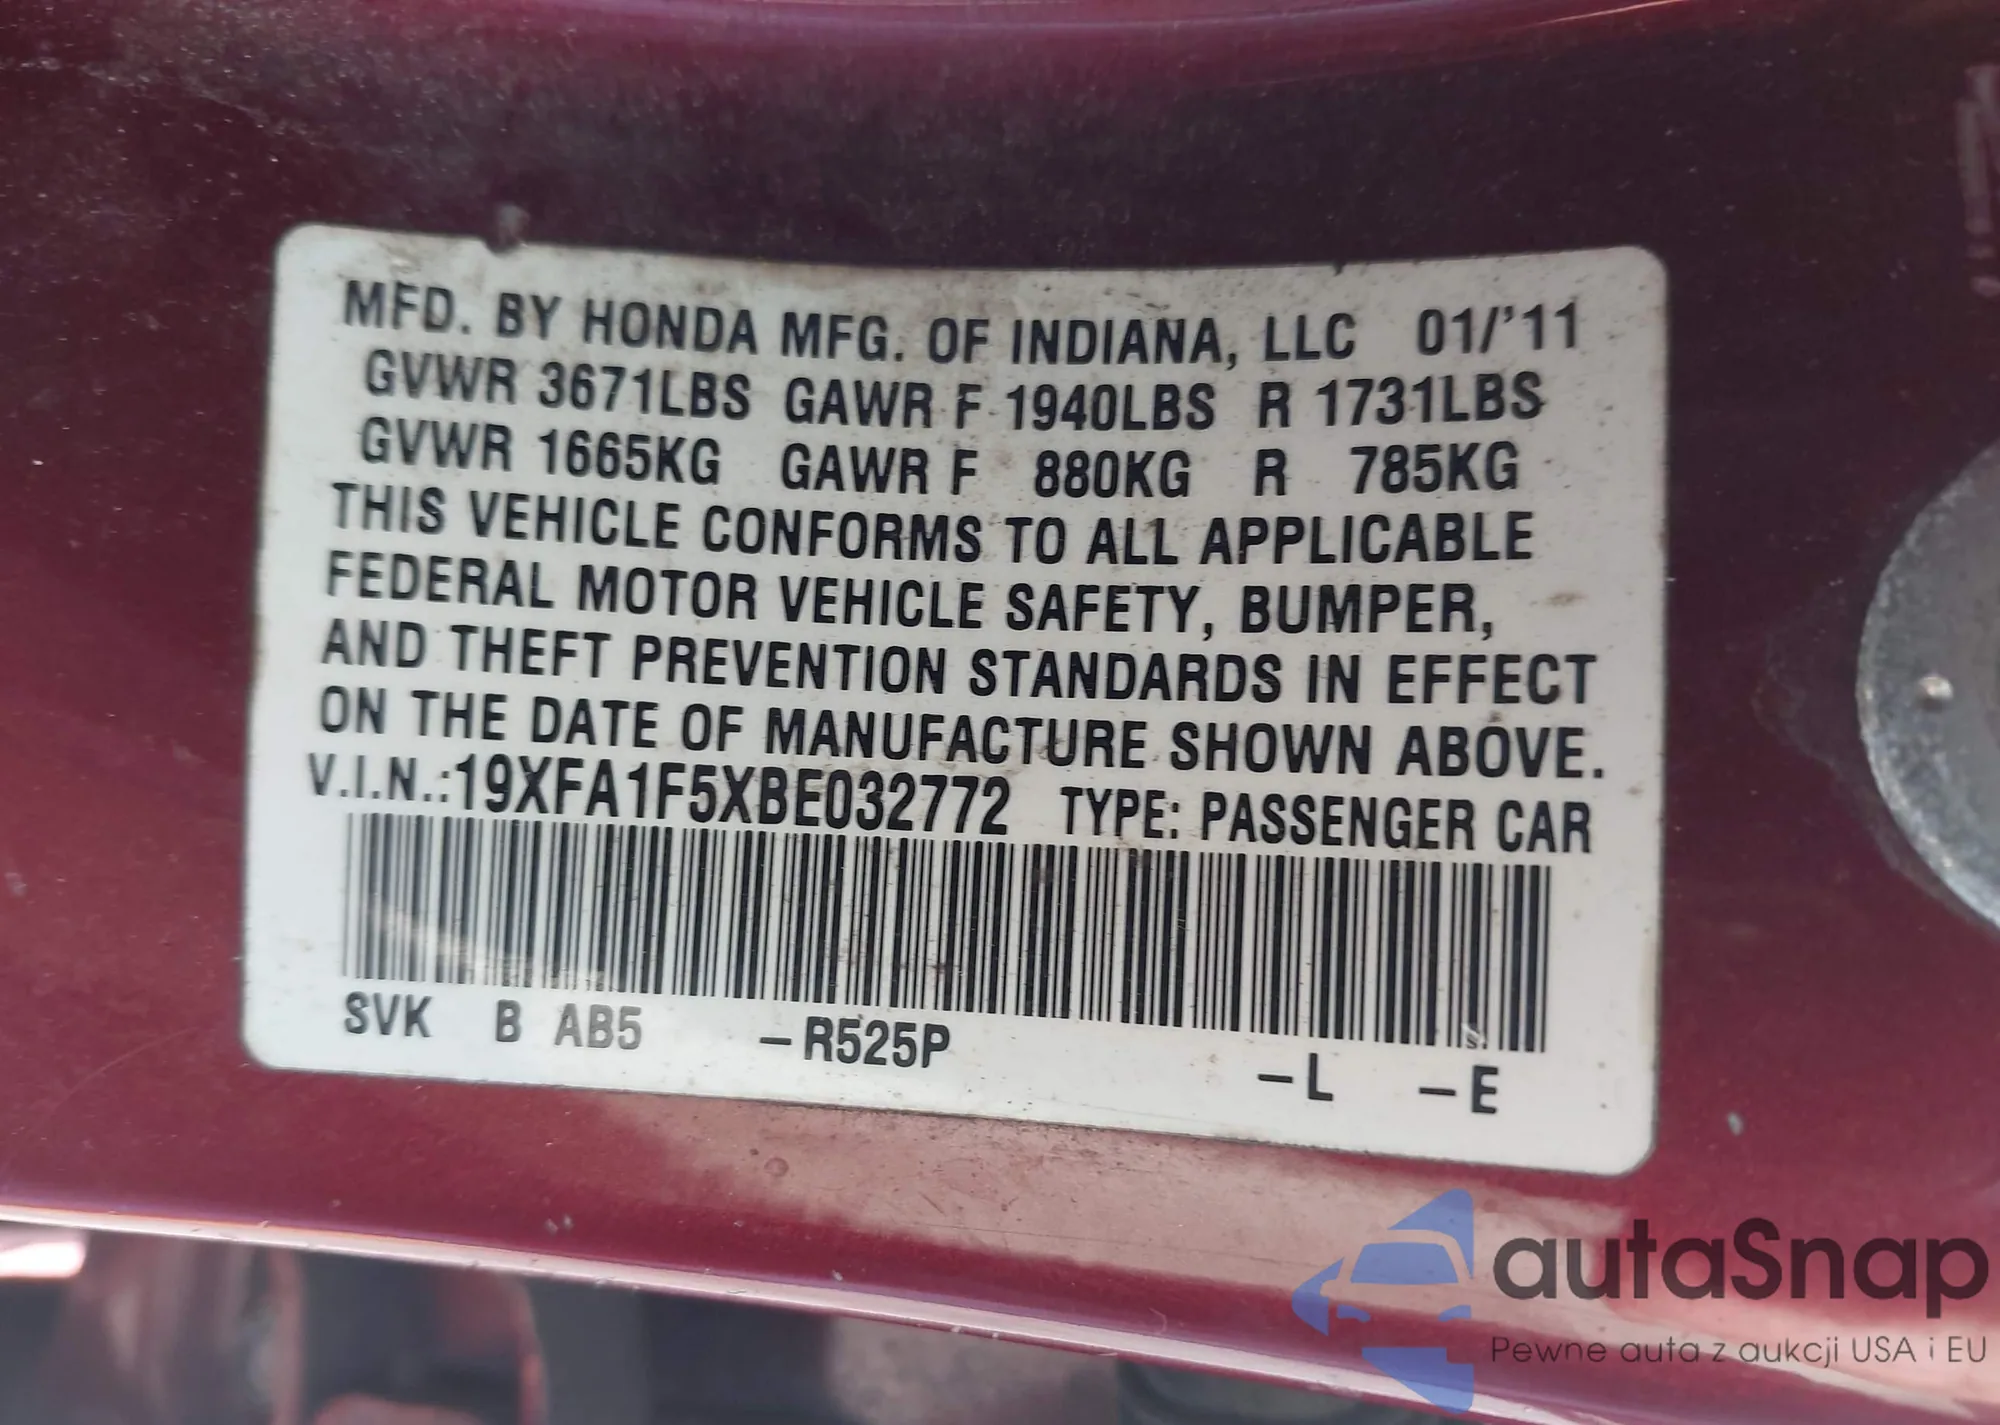 MFD. BY HONDA MFG. OF INDIANA, LLC 01/'11
GVWR 3671LBS GAWR F 1940LBS R 1731LBS
GVWR 1665KG GAWR F 880KG R 785KG
THIS VEHICLE CONFORMS TO ALL APPLICABLE
FEDERAL MOTOR VEHICLE SAFETY, BUMPER,
AND THEFT PREVENTION STANDARDS IN EFFECT
ON THE DATE OF MANUFACTURE SHOWN ABOVE.
V.I.N.:19XFA1F5XBE032772 TYPE: PASSENGER CAR
SVK B AB5 –R525P –L –E
autaSnap
Pewne auta z aukcji USA i EU